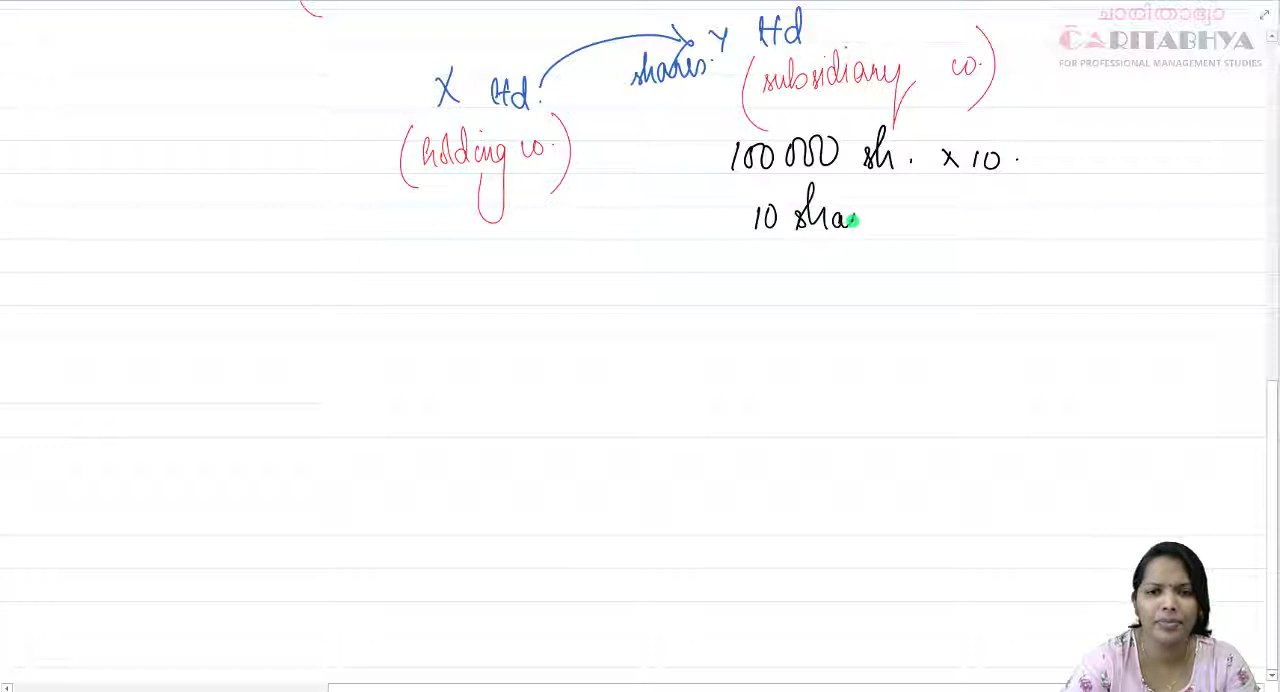 ചാരിതാഭ്യാ
CARITABHYA
FOR PROFESSIONAL MANAGEMENT STUDIES
X ltd. shares. Y ltd
(holding co.) (subsidiary co.)
100000 sh. x 10.
10 sha